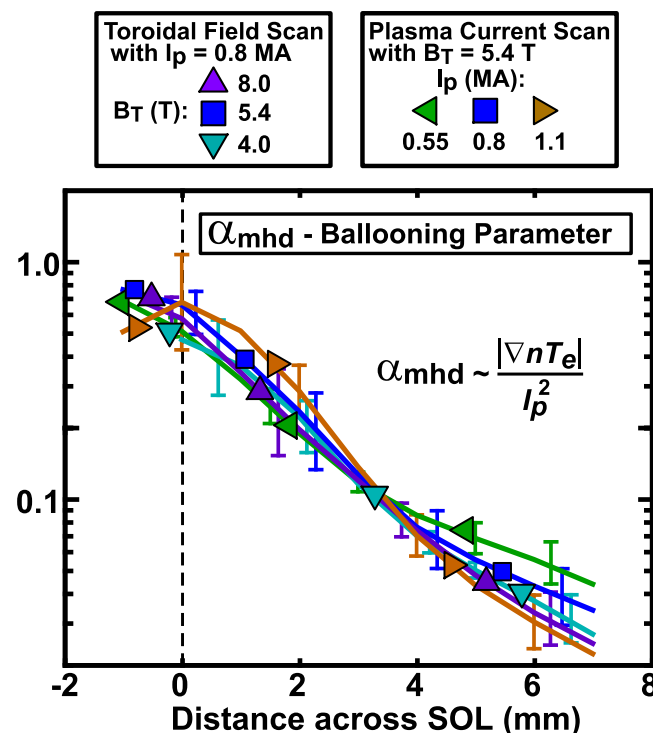 Toroidal Field Scan
with Ip = 0.8 MA
8.0
BT (T): 5.4
4.0
Plasma Current Scan
with BT = 5.4 T
Ip (MA):
0.55 0.8 1.1
αmhd - Ballooning Parameter
αmhd ~ |∇nTe| / Ip²
1.0
0.1
-2 0 2 4 6 8
Distance across SOL (mm)